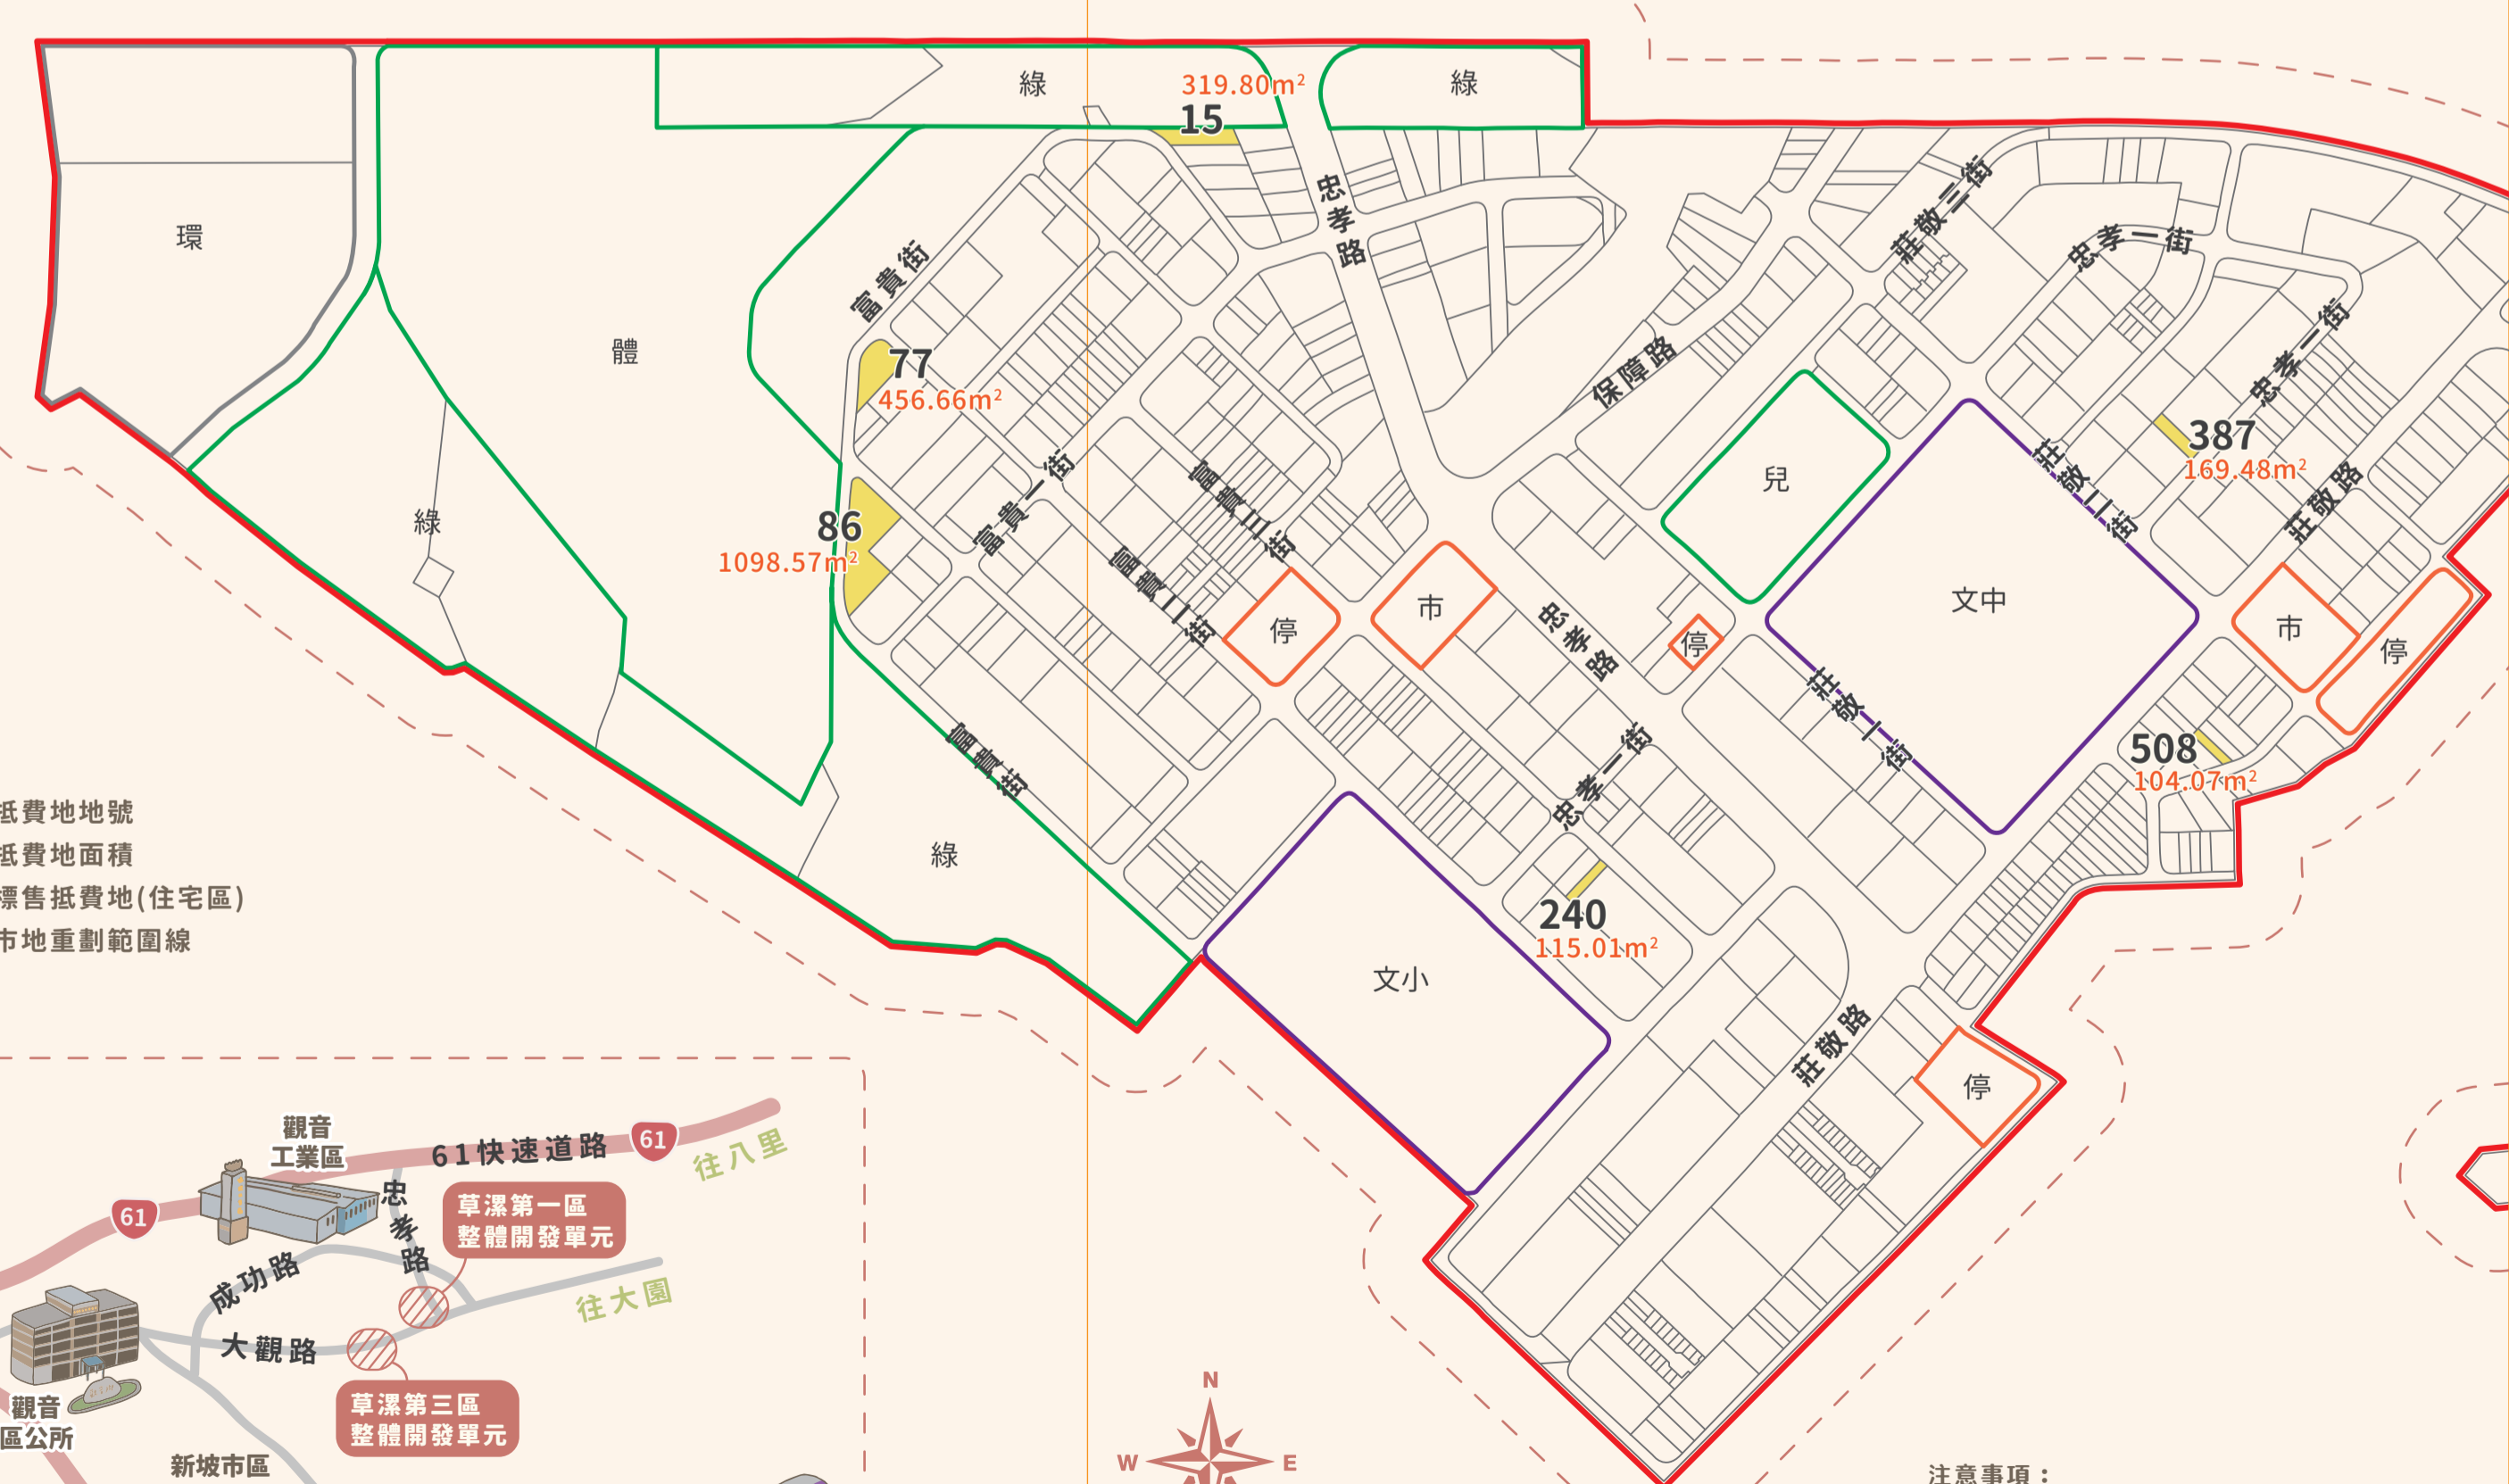 綠
綠
319.80m²
15
環
體
忠孝路
莊敬三街
忠孝一街
富貴街
77
456.66m²
保障路
忠孝一街
387
169.48m²
莊敬二街
莊敬路
兒
富貴一街
富貴三街
綠
86
1098.57m²
富貴二街
停
市
忠孝路
停
文中
市
停
莊敬一街
富貴街
忠孝一街
508
104.07m²
綠
240
115.01m²
文小
莊敬路
停
抵費地地號
抵費地面積
標售抵費地(住宅區)
市地重劃範圍線
觀音
工業區
61快速道路
61
往八里
61
忠孝路
草漯第一區
整體開發單元
成功路
往大園
大觀路
草漯第三區
整體開發單元
觀音
區公所
新坡市區
N
W
E
注意事項：